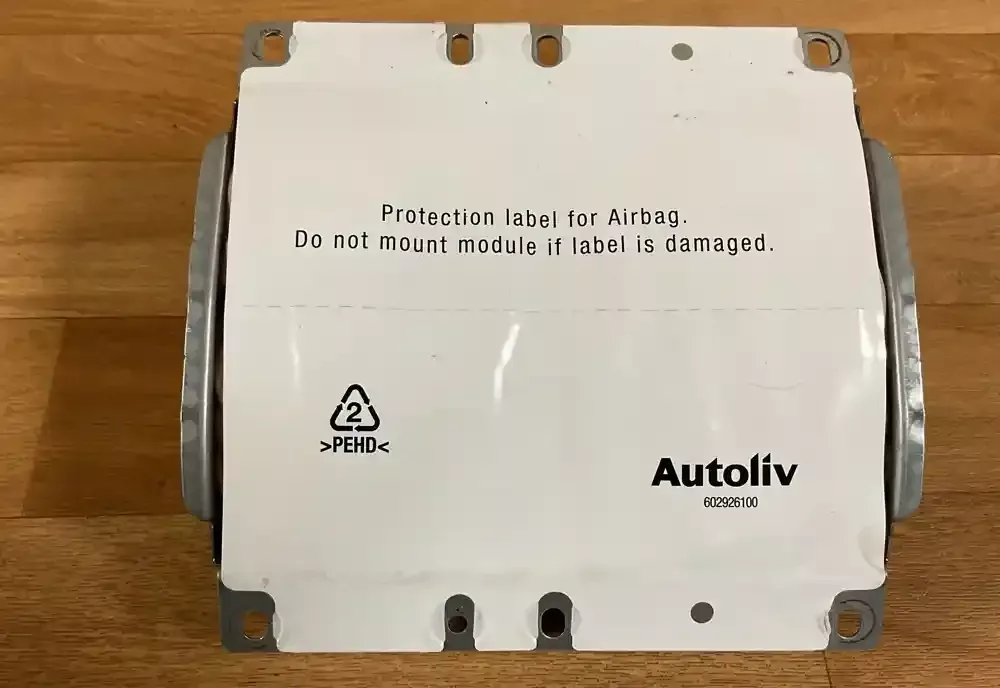 Protection label for Airbag.
Do not mount module if label is damaged.
2
>PEHD<
Autoliv
602926100